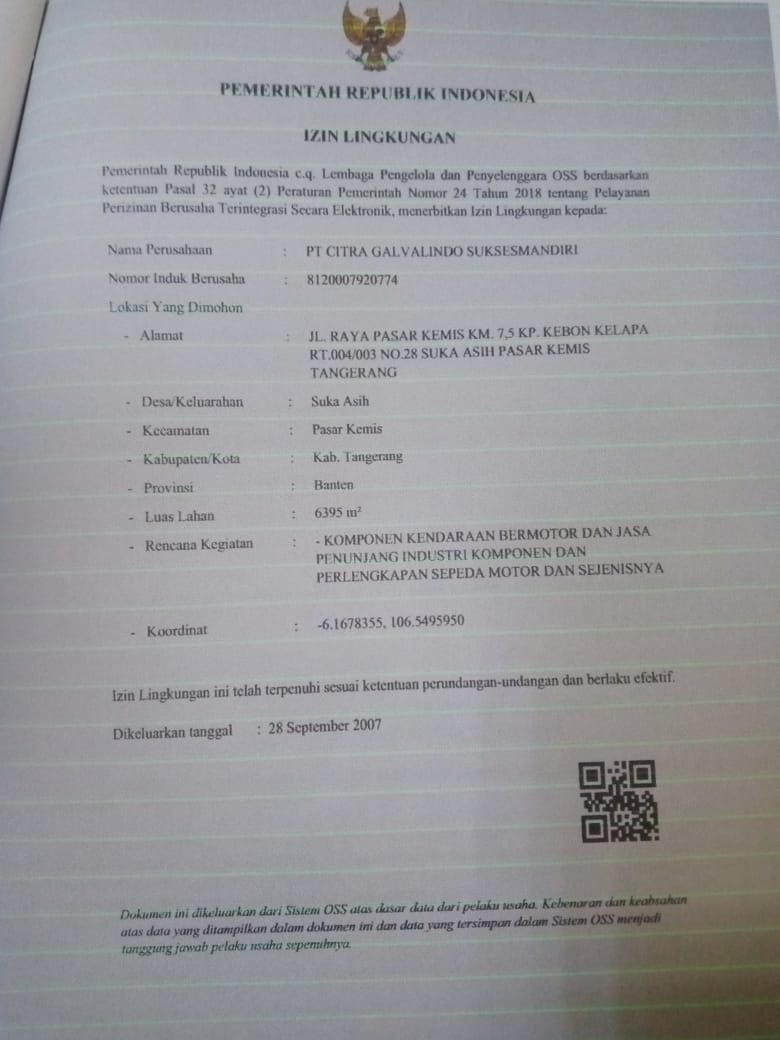 PEMERINTAH REPUBLIK INDONESIA
IZIN LINGKUNGAN
Pemerintah Republik Indonesia c.q. Lembaga Pengelola dan Penyelenggara OSS berdasarkan
ketentuan Pasal 32 ayat (2) Peraturan Pemerintah Nomor 24 Tahun 2018 tentang Pelayanan
Perizinan Berusaha Terintegrasi Secara Elektronik, menerbitkan Izin Lingkungan kepada:
Nama Perusahaan : PT CITRA GALVALINDO SUKSESMANDIRI
Nomor Induk Berusaha : 8120007920774
Lokasi Yang Dimohon
- Alamat : JL. RAYA PASAR KEMIS KM. 7,5 KP. KEBON KELAPA
RT.004/003 NO.28 SUKA ASIH PASAR KEMIS
TANGERANG
- Desa/Keluarahan : Suka Asih
- Kecamatan : Pasar Kemis
- Kabupaten/Kota : Kab. Tangerang
- Provinsi : Banten
- Luas Lahan : 6395 m²
- Rencana Kegiatan : - KOMPONEN KENDARAAN BERMOTOR DAN JASA
PENUNJANG INDUSTRI KOMPONEN DAN
PERLENGKAPAN SEPEDA MOTOR DAN SEJENISNYA
- Koordinat : -6.1678355, 106.5495950
Izin Lingkungan ini telah terpenuhi sesuai ketentuan perundangan-undangan dan berlaku efektif.
Dikeluarkan tanggal : 28 September 2007
Dokumen ini dikeluarkan dari Sistem OSS atas dasar data dari pelaku usaha. Kebenaran dan keabsahan
atas data yang ditampilkan dalam dokumen ini dan data yang tersimpan dalam Sistem OSS menjadi
tanggung jawab pelaku usaha sepenuhnya.